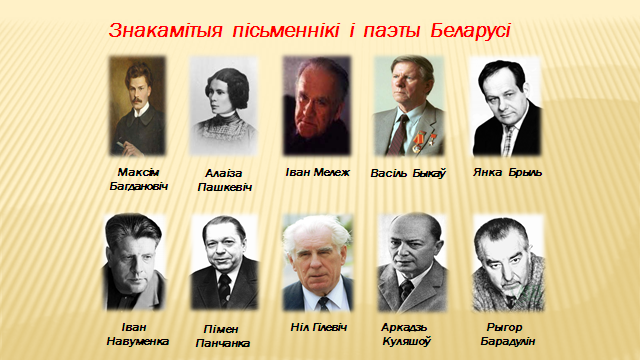 Знакамітыя пісьменнікі і паэты Беларусі
Максім
Багдановіч
Алаіза
Пашкевіч
Іван Мележ
Васіль Быкаў
Янка Брыль
Іван
Навуменка
Пімен
Панчанка
Ніл Гілевіч
Аркадзь
Куляшоў
Рыгор
Барадулін